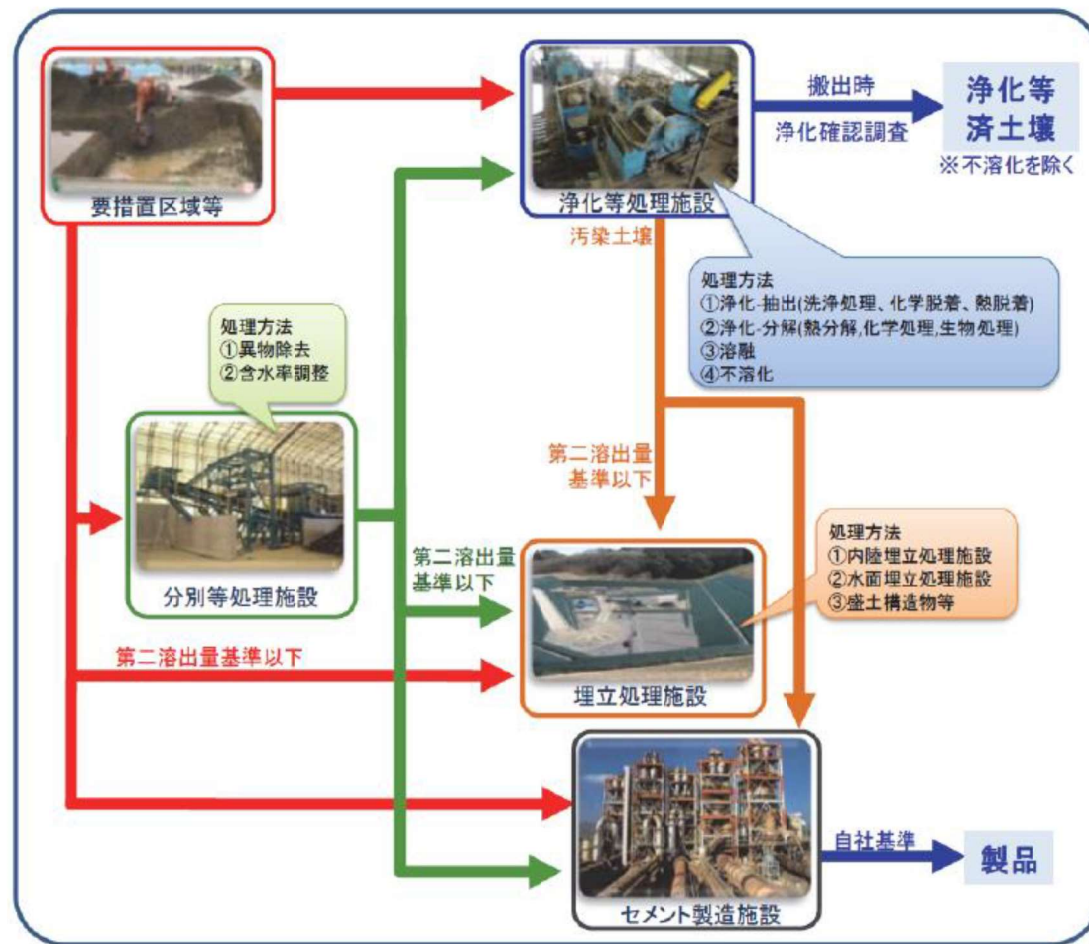 要措置区域等
浄化等処理施設
搬出時
浄化確認調査
浄化等
済土壌
※不溶化を除く
汚染土壌
処理方法
①浄化-抽出(洗浄処理、化学脱着、熱脱着)
②浄化-分解(熱分解,化学処理,生物処理)
③溶融
④不溶化
処理方法
①異物除去
②含水率調整
分別等処理施設
第二溶出量
基準以下
第二溶出量
基準以下
処理方法
①内陸埋立処理施設
②水面埋立処理施設
③盛土構造物等
第二溶出量基準以下
埋立処理施設
セメント製造施設
自社基準
製品